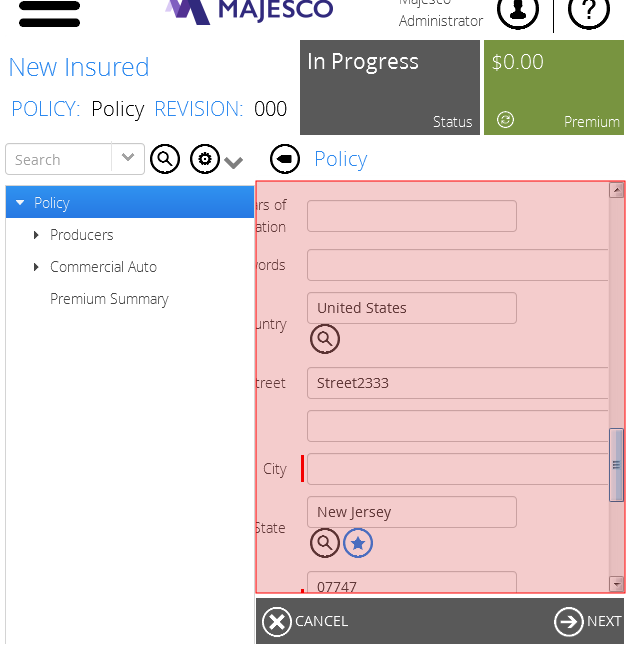 MAJESCO
Majesco
Administrator
?
New Insured
POLICY: Policy REVISION: 000
In Progress
Status
$0.00
Premium
Search
Policy
Policy
Producers
Commercial Auto
Premium Summary
ars of
ation
ords
untry
United States
treet
Street2333
City
State
New Jersey
07747
CANCEL
NEXT